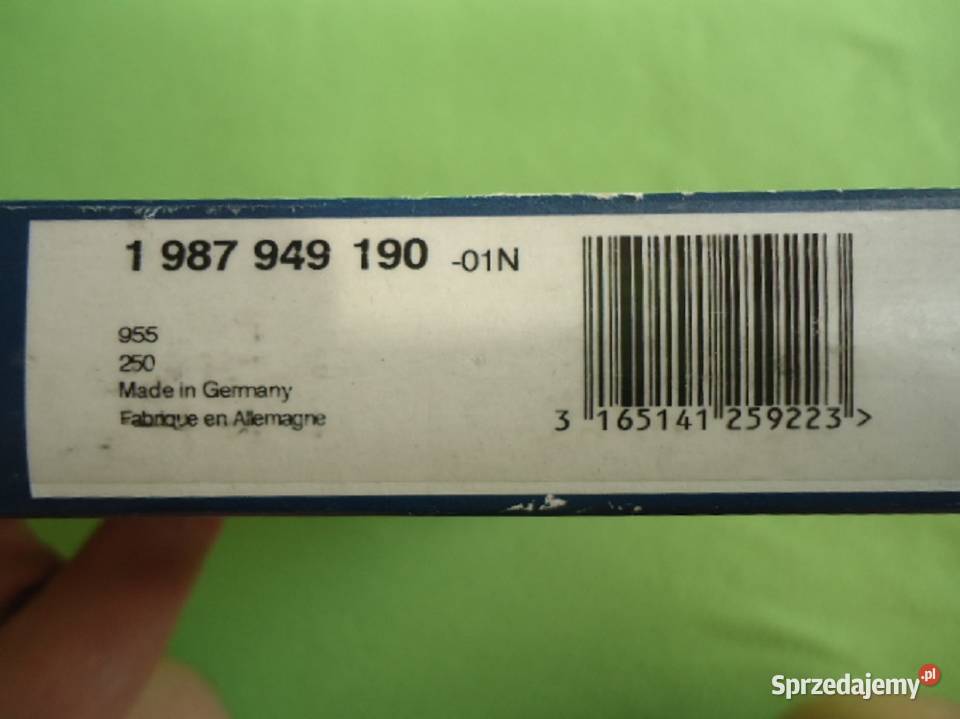 1 987 949 190 -01N
955
250
Made in Germany
Fabrique en Allemagne
3 165141 259223 >
Sprzedajemy.pl